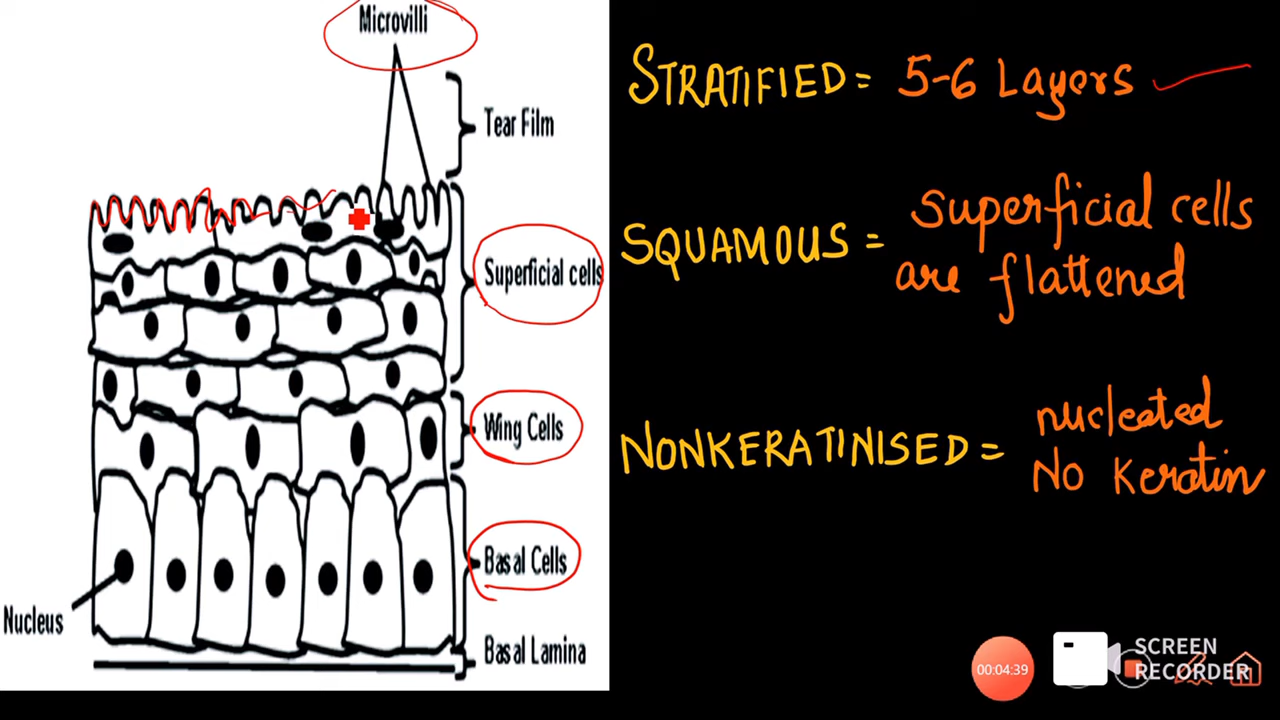 Microvilli
Tear Film
Superficial cells
Wing Cells
Basal Cells
Nucleus
Basal Lamina
STRATIFIED = 5-6 Layers
SQUAMOUS = superficial cells
are flattened
NONKERATINISED = nucleated
No Keratin
00:04:39
SCREEN
RECORDER